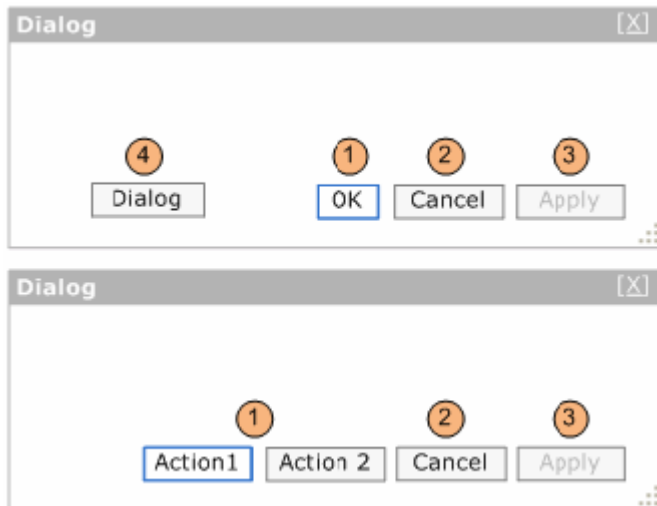 Dialog [X]
4 1 2 3
Dialog OK Cancel Apply
Dialog [X]
1 2 3
Action1 Action 2 Cancel Apply